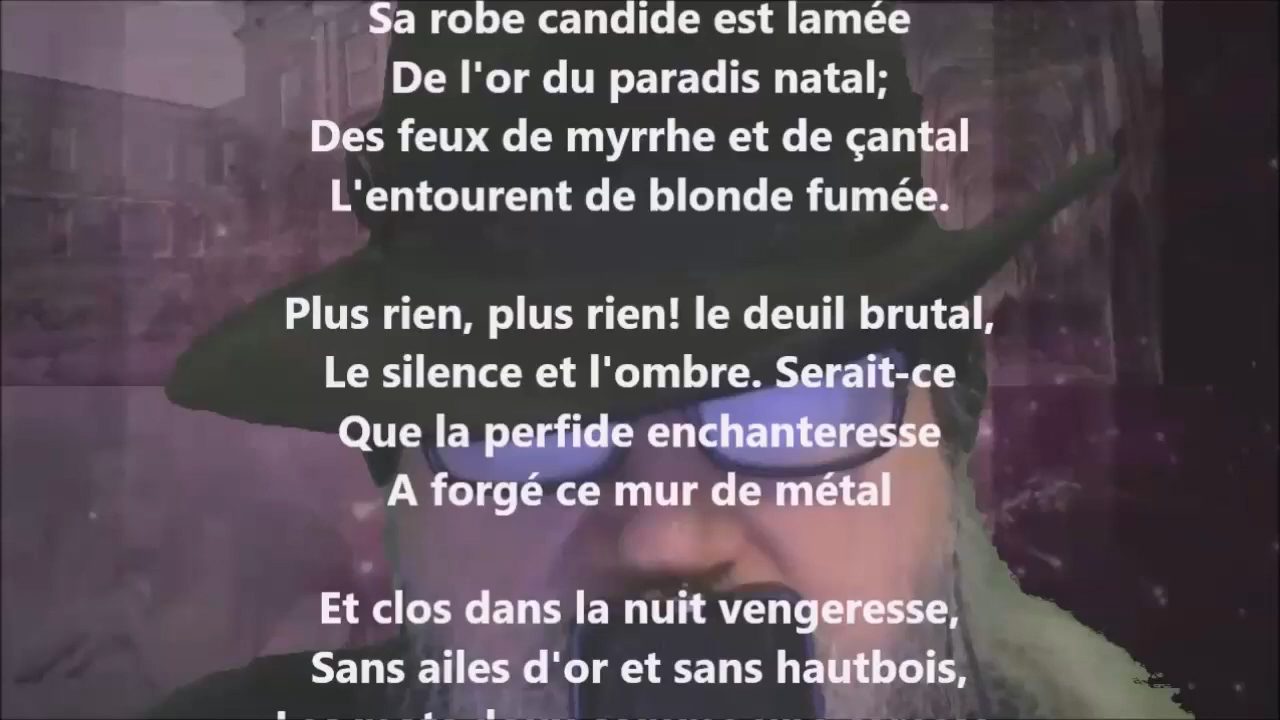 Sa robe candide est lamée
De l'or du paradis natal;
Des feux de myrrhe et de çantal
L'entourent de blonde fumée.
Plus rien, plus rien! le deuil brutal,
Le silence et l'ombre. Serait-ce
Que la perfide enchanteresse
A forgé ce mur de métal
Et clos dans la nuit vengeresse,
Sans ailes d'or et sans hautbois,